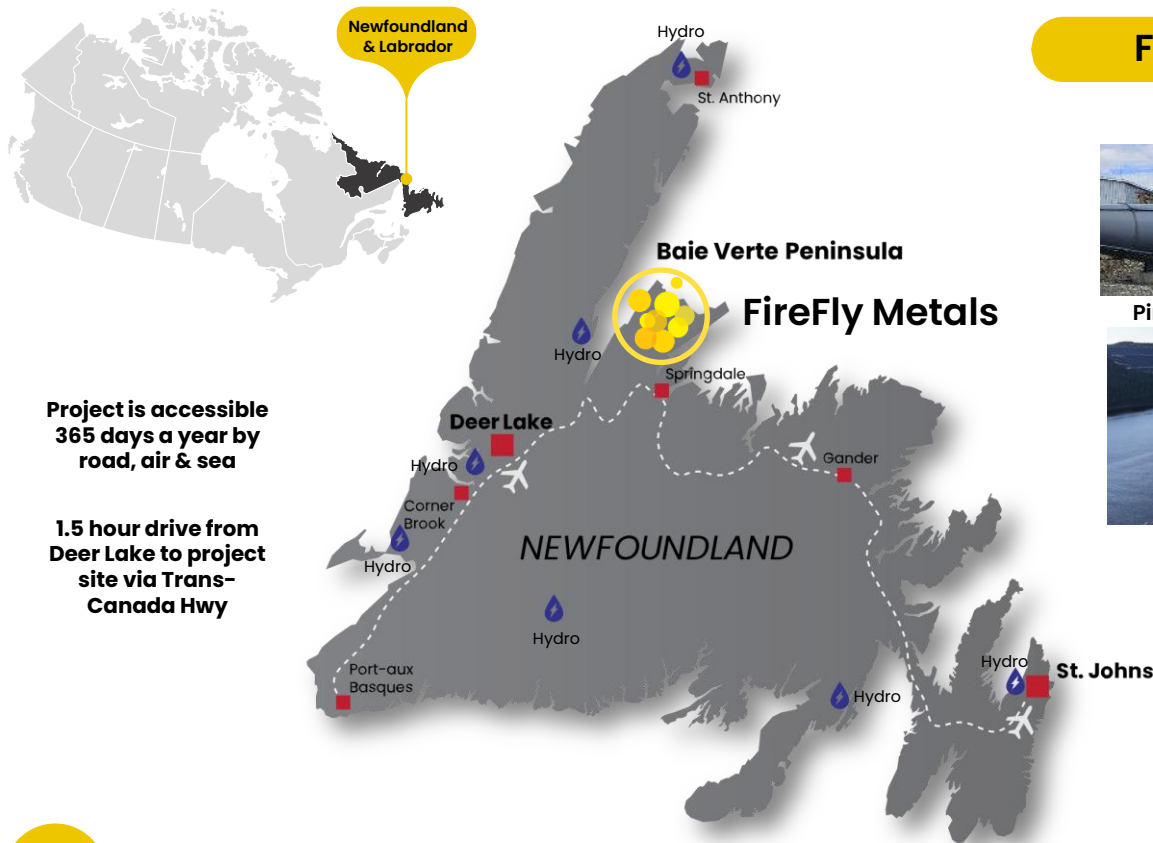 Newfoundland
& Labrador
Hydro
St. Anthony
Baie Verte Peninsula
FireFly Metals
Hydro
Springdale
Project is accessible
365 days a year by
road, air & sea
Deer Lake
Hydro
Gander
Corner
Brook
1.5 hour drive from
Deer Lake to project
site via Trans-
Canada Hwy
Hydro
NEWFOUNDLAND
Hydro
Port-aux
Basques
Hydro
St. Johns
Hydro